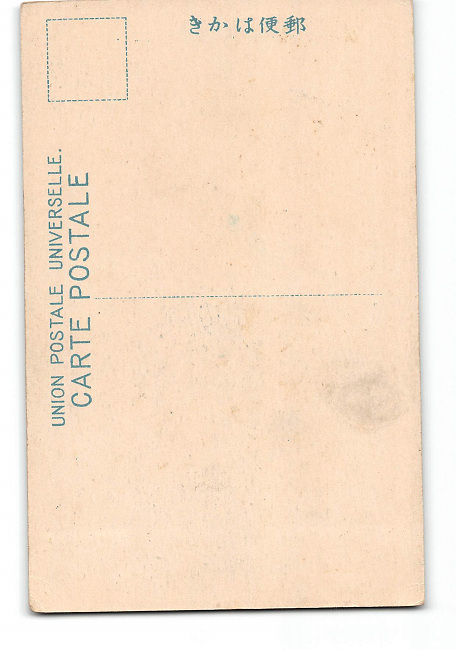 郵便はかき
UNION POSTALE UNIVERSELLE.
CARTE POSTALE